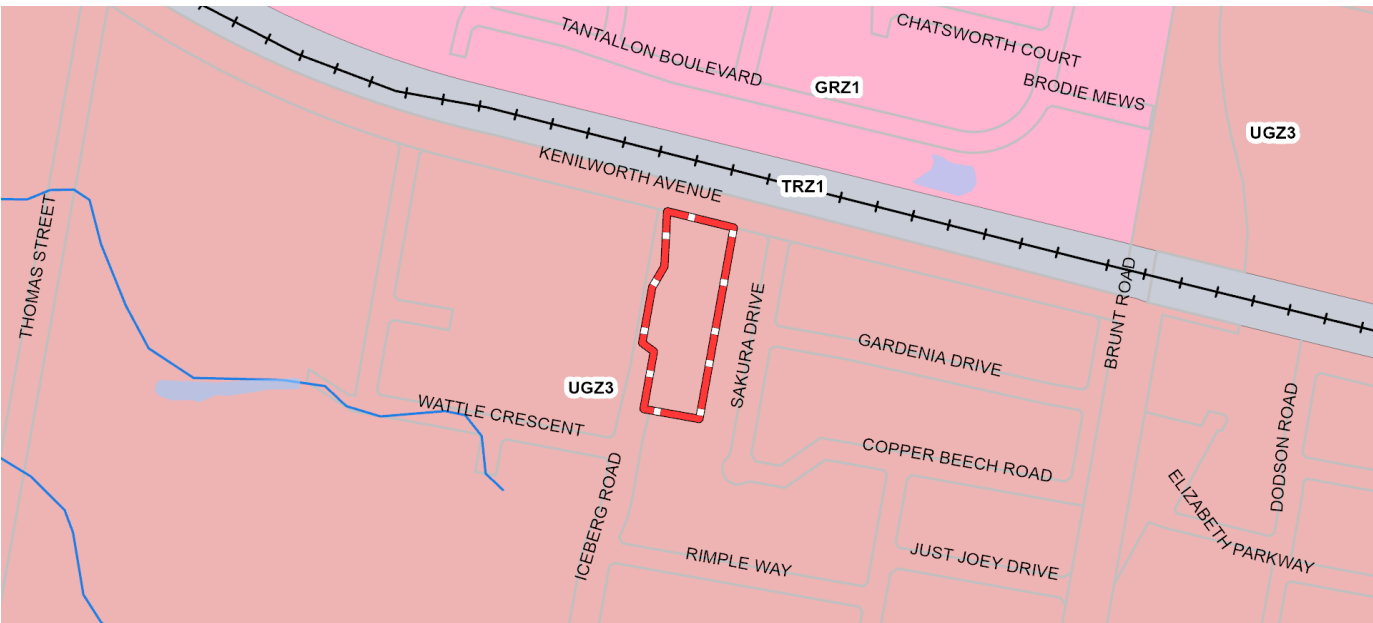 CHATSWORTH COURT
TANTALLON BOULEVARD
GRZ1
BRODIE MEWS
UGZ3
KENILWORTH AVENUE
TRZ1
THOMAS STREET
BRUNT ROAD
SAKURA DRIVE
GARDENIA DRIVE
UGZ3
WATTLE CRESCENT
DODSON ROAD
COPPER BEECH ROAD
ICEBERG ROAD
ELIZABETH PARKWAY
RIMPLE WAY
JUST JOEY DRIVE